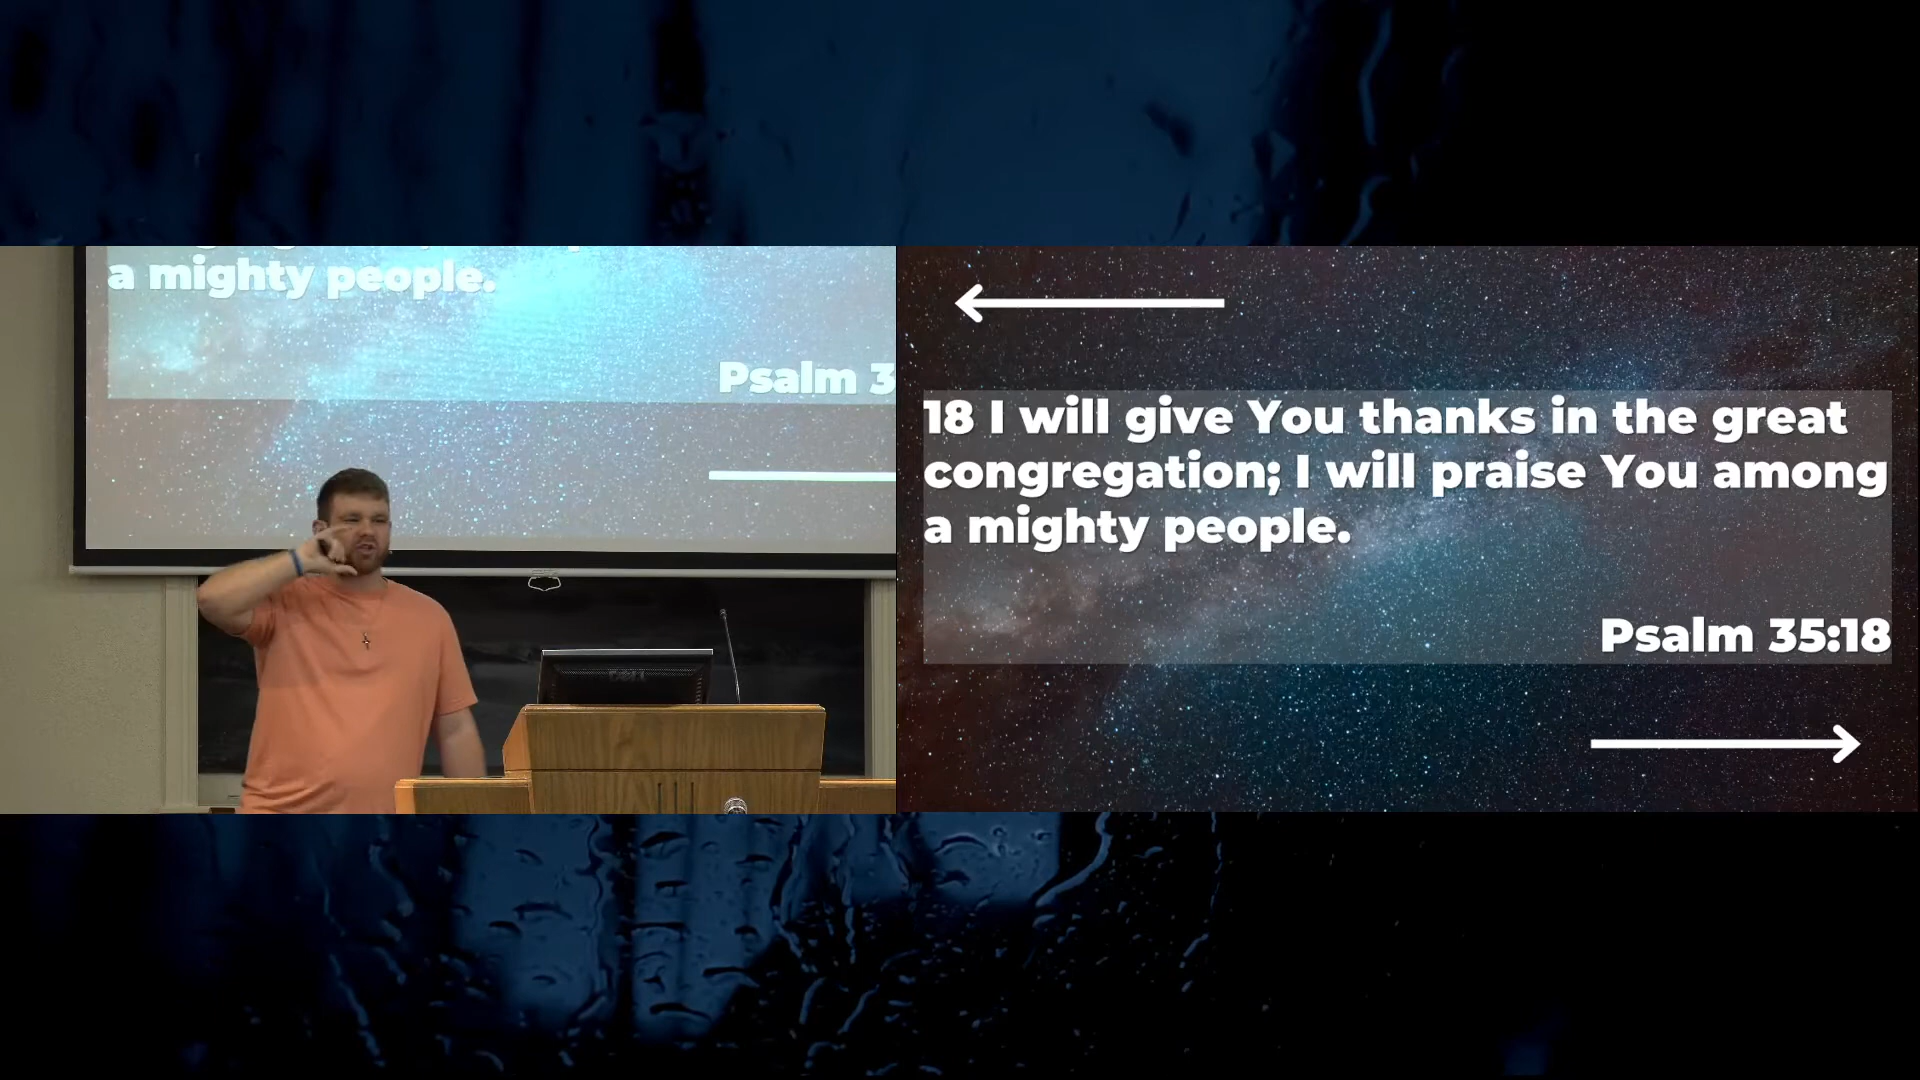 a mighty people.
Psalm 3
DELL
18 I will give You thanks in the great
congregation; I will praise You among
a mighty people.
Psalm 35:18